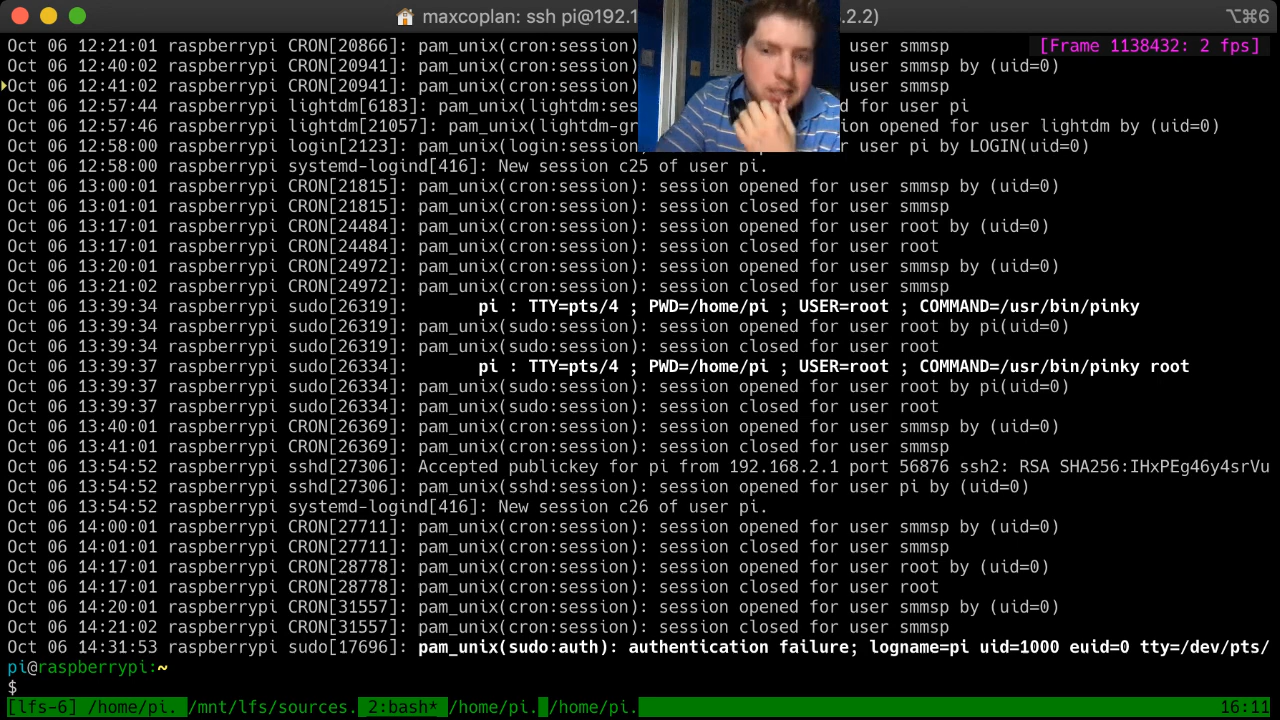 maxcoplan: ssh pi@192.1 2.2) ⌥⌘6
Oct 06 12:21:01 raspberrypi CRON[20866]: pam_unix(cron:session) user smmsp [Frame 1138432: 2 fps]
Oct 06 12:40:02 raspberrypi CRON[20941]: pam_unix(cron:session) user smmsp by (uid=0)
Oct 06 12:41:02 raspberrypi CRON[20941]: pam_unix(cron:session) user smmsp
Oct 06 12:57:44 raspberrypi lightdm[6183]: pam_unix(lightdm:ses d for user pi
Oct 06 12:57:46 raspberrypi lightdm[21057]: pam_unix(lightdm-gr ion opened for user lightdm by (uid=0)
Oct 06 12:58:00 raspberrypi login[2123]: pam_unix(login:session r user pi by LOGIN(uid=0)
Oct 06 12:58:00 raspberrypi systemd-logind[416]: New session c25 of user pi.
Oct 06 13:00:01 raspberrypi CRON[21815]: pam_unix(cron:session): session opened for user smmsp by (uid=0)
Oct 06 13:01:01 raspberrypi CRON[21815]: pam_unix(cron:session): session closed for user smmsp
Oct 06 13:17:01 raspberrypi CRON[24484]: pam_unix(cron:session): session opened for user root by (uid=0)
Oct 06 13:17:01 raspberrypi CRON[24484]: pam_unix(cron:session): session closed for user root
Oct 06 13:20:01 raspberrypi CRON[24972]: pam_unix(cron:session): session opened for user smmsp by (uid=0)
Oct 06 13:21:02 raspberrypi CRON[24972]: pam_unix(cron:session): session closed for user smmsp
Oct 06 13:39:34 raspberrypi sudo[26319]: pi : TTY=pts/4 ; PWD=/home/pi ; USER=root ; COMMAND=/usr/bin/pinky
Oct 06 13:39:34 raspberrypi sudo[26319]: pam_unix(sudo:session): session opened for user root by pi(uid=0)
Oct 06 13:39:34 raspberrypi sudo[26319]: pam_unix(sudo:session): session closed for user root
Oct 06 13:39:37 raspberrypi sudo[26334]: pi : TTY=pts/4 ; PWD=/home/pi ; USER=root ; COMMAND=/usr/bin/pinky root
Oct 06 13:39:37 raspberrypi sudo[26334]: pam_unix(sudo:session): session opened for user root by pi(uid=0)
Oct 06 13:39:37 raspberrypi sudo[26334]: pam_unix(sudo:session): session closed for user root
Oct 06 13:40:01 raspberrypi CRON[26369]: pam_unix(cron:session): session opened for user smmsp by (uid=0)
Oct 06 13:41:01 raspberrypi CRON[26369]: pam_unix(cron:session): session closed for user smmsp
Oct 06 13:54:52 raspberrypi sshd[27306]: Accepted publickey for pi from 192.168.2.1 port 56876 ssh2: RSA SHA256:IHxPEg46y4srVu
Oct 06 13:54:52 raspberrypi sshd[27306]: pam_unix(sshd:session): session opened for user pi by (uid=0)
Oct 06 13:54:52 raspberrypi systemd-logind[416]: New session c26 of user pi.
Oct 06 14:00:01 raspberrypi CRON[27711]: pam_unix(cron:session): session opened for user smmsp by (uid=0)
Oct 06 14:01:01 raspberrypi CRON[27711]: pam_unix(cron:session): session closed for user smmsp
Oct 06 14:17:01 raspberrypi CRON[28778]: pam_unix(cron:session): session opened for user root by (uid=0)
Oct 06 14:17:01 raspberrypi CRON[28778]: pam_unix(cron:session): session closed for user root
Oct 06 14:20:01 raspberrypi CRON[31557]: pam_unix(cron:session): session opened for user smmsp by (uid=0)
Oct 06 14:21:02 raspberrypi CRON[31557]: pam_unix(cron:session): session closed for user smmsp
Oct 06 14:31:53 raspberrypi sudo[17696]: pam_unix(sudo:auth): authentication failure; logname=pi uid=1000 euid=0 tty=/dev/pts/
pi@raspberrypi:~
$
[lfs-6] /home/pi. /mnt/lfs/sources. 2:bash* /home/pi. /home/pi. 16:11